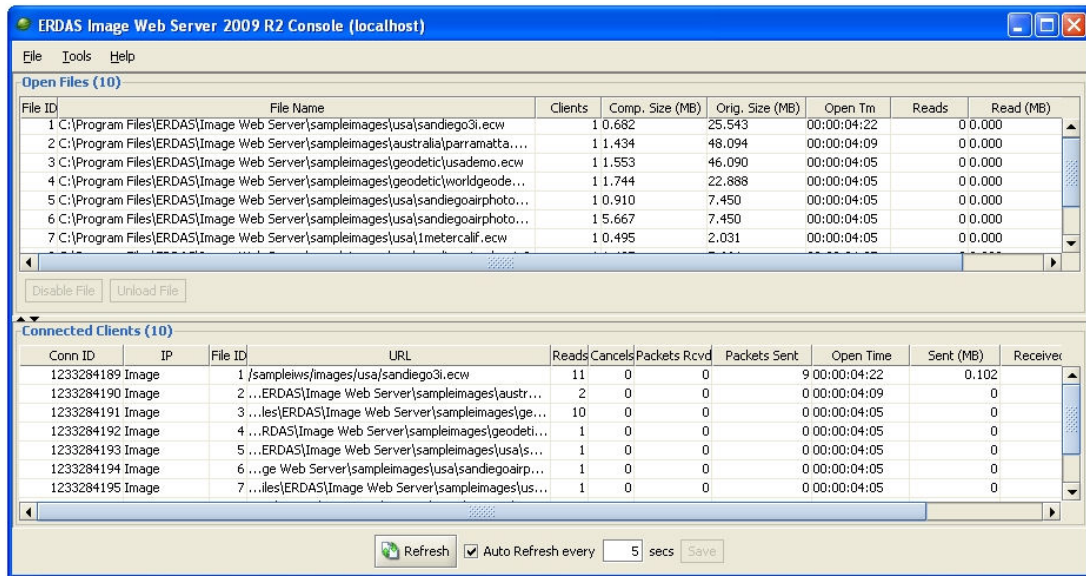 ERDAS Image Web Server 2009 R2 Console (localhost)
File Tools Help
Open Files (10)
File ID File Name Clients Comp. Size (MB) Orig. Size (MB) Open Tm Reads Read (MB)
1 C:\Program Files\ERDAS\Image Web Server\sampleimages\usa\sandiego3i.ecw 1 0.682 25.543 00:00:04:22 0 0.000
2 C:\Program Files\ERDAS\Image Web Server\sampleimages\australia\parramatta.... 1 1.434 48.094 00:00:04:09 0 0.000
3 C:\Program Files\ERDAS\Image Web Server\sampleimages\geodetic\usademo.ecw 1 1.553 46.090 00:00:04:05 0 0.000
4 C:\Program Files\ERDAS\Image Web Server\sampleimages\geodetic\worldgeode... 1 1.744 22.888 00:00:04:05 0 0.000
5 C:\Program Files\ERDAS\Image Web Server\sampleimages\usa\sandiegoairphoto... 1 0.910 7.450 00:00:04:05 0 0.000
6 C:\Program Files\ERDAS\Image Web Server\sampleimages\usa\sandiegoairphoto... 1 5.667 7.450 00:00:04:05 0 0.000
7 C:\Program Files\ERDAS\Image Web Server\sampleimages\usa\1metercalif.ecw 1 0.495 2.031 00:00:04:05 0 0.000
Disable File Unload File
Connected Clients (10)
Conn ID IP File ID URL Reads Cancels Packets Rcvd Packets Sent Open Time Sent (MB) Received
1233284189 Image 1 /sampleiws/images/usa/sandiego3i.ecw 11 0 0 9 00:00:04:22 0.102
1233284190 Image 2 ...ERDAS\Image Web Server\sampleimages\austr... 2 0 0 0 00:00:04:09 0
1233284191 Image 3 ...les\ERDAS\Image Web Server\sampleimages\ge... 10 0 0 0 00:00:04:05 0
1233284192 Image 4 ...RDAS\Image Web Server\sampleimages\geodeti... 1 0 0 0 00:00:04:05 0
1233284193 Image 5 ...ERDAS\Image Web Server\sampleimages\usa\s... 1 0 0 0 00:00:04:05 0
1233284194 Image 6 ...ge Web Server\sampleimages\usa\sandiegoairp... 1 0 0 0 00:00:04:05 0
1233284195 Image 7 ...iles\ERDAS\Image Web Server\sampleimages\us... 1 0 0 0 00:00:04:05 0
Refresh Auto Refresh every 5 secs Save